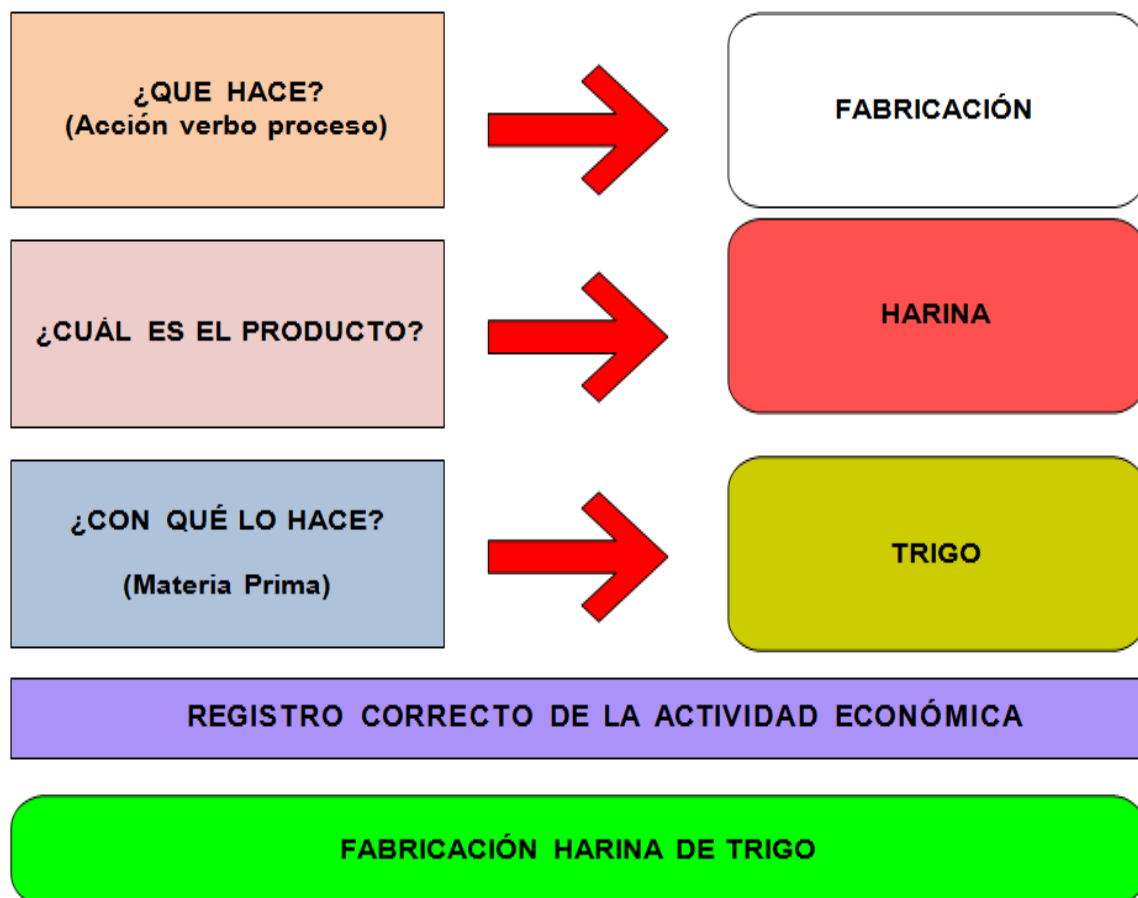 ¿QUE HACE?
(Acción verbo proceso)
FABRICACIÓN
¿CUÁL ES EL PRODUCTO?
HARINA
¿CON QUÉ LO HACE?
(Materia Prima)
TRIGO
REGISTRO CORRECTO DE LA ACTIVIDAD ECONÓMICA
FABRICACIÓN HARINA DE TRIGO